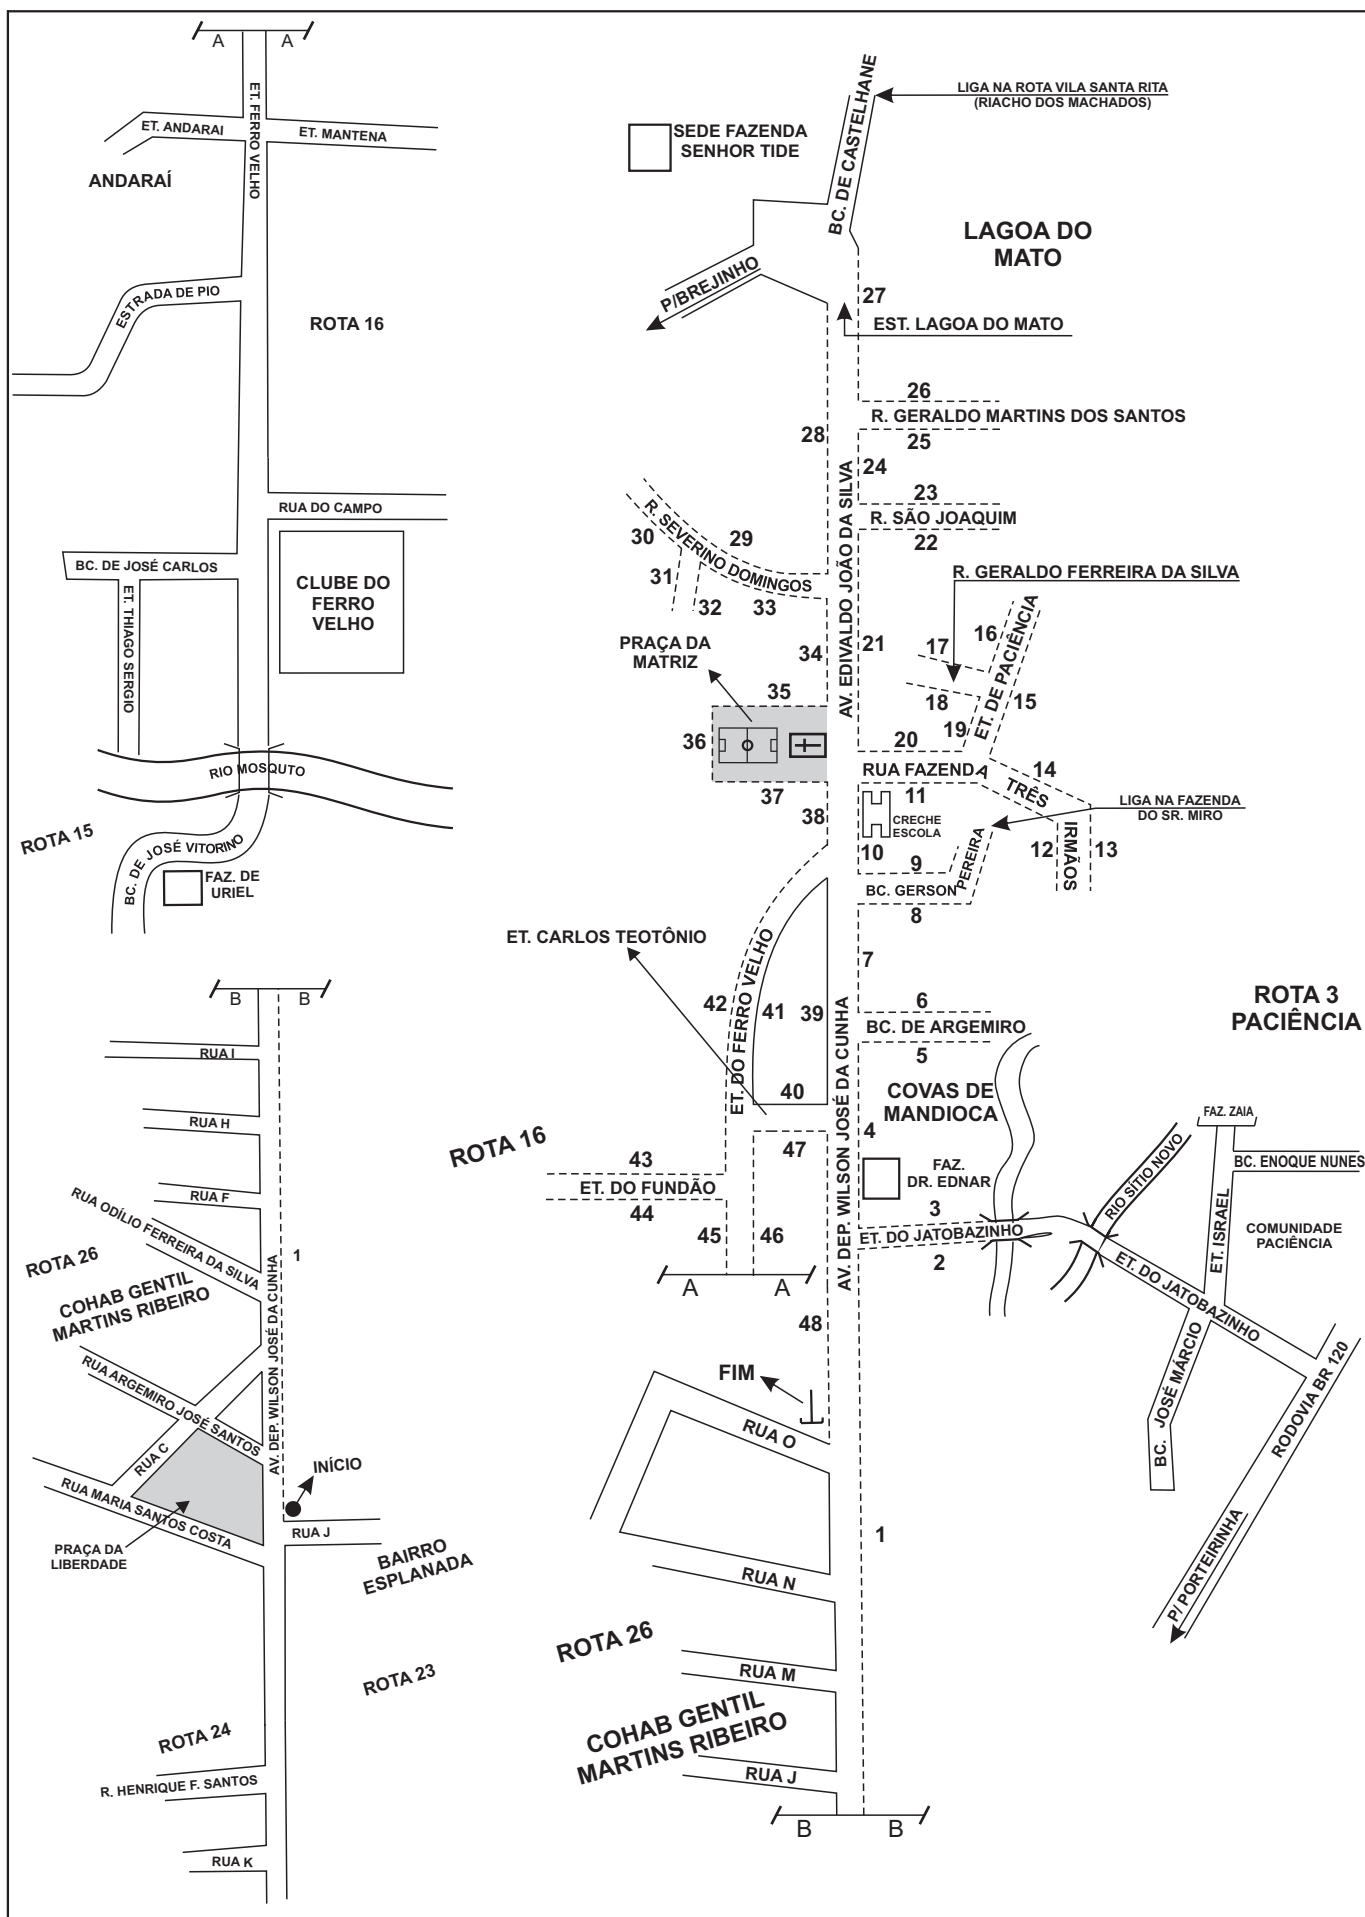 A
A
ET. FERRO VELHO
ET. ANDARAI
ET. MANTENA
ANDARAÍ
ESTRADA DE PIO
ROTA 16
RUA DO CAMPO
BC. DE JOSÉ CARLOS
ET. THIAGO SERGIO
CLUBE DO
FERRO
VELHO
RIO MOSQUTO
ROTA 15
BC. DE JOSÉ VITORINO
FAZ. DE
URIEL
B
B
RUA I
RUA H
RUA F
RUA ODÍLIO FERREIRA DA SILVA
ROTA 26
COHAB GENTIL
MARTINS RIBEIRO
1
AV. DEP. WILSON JOSÉ DA CUNHA
RUA ARGEMIRO JOSÉ SANTOS
RUA C
RUA MARIA SANTOS COSTA
PRAÇA DA
LIBERDADE
INÍCIO
RUA J
BAIRRO
ESPLANADA
ROTA 23
ROTA 24
R. HENRIQUE F. SANTOS
RUA K
BC. DE CASTELHANE
LIGA NA ROTA VILA SANTA RITA
(RIACHO DOS MACHADOS)
SEDE FAZENDA
SENHOR TIDE
LAGOA DO
MATO
P/BREJINHO
27
EST. LAGOA DO MATO
26
R. GERALDO MARTINS DOS SANTOS
28
25
24
AV. EDIVALDO JOÃO DA SILVA
23
R. SÃO JOAQUIM
22
R. SEVERINO DOMINGOS
29
30
31
32
33
R. GERALDO FERREIRA DA SILVA
PRAÇA DA
MATRIZ
34
21
17
16
ET. DE PACIÊNCIA
18
15
19
35
36
37
20
RUA FAZENDA
TRÊS
IRMÃOS
14
11
38
CRECHE
ESCOLA
LIGA NA FAZENDA
DO SR. MIRO
10
9
12
13
BC. GERSON
PEREIRA
8
ET. CARLOS TEOTÔNIO
7
ET. DO FERRO VELHO
42
41
39
6
BC. DE ARGEMIRO
5
ROTA 3
PACIÊNCIA
40
COVAS DE
MANDIOCA
AV. DEP. WILSON JOSÉ DA CUNHA
4
ROTA 16
47
43
ET. DO FUNDÃO
44
FAZ.
DR. EDNAR
3
ET. DO JATOBAZINHO
2
45
46
A
A
48
FAZ. ZAIA
BC. ENOQUE NUNES
RIO SÍTIO NOVO
ET. ISRAEL
COMUNIDADE
PACIÊNCIA
ET. DO JATOBAZINHO
BC. JOSÉ MÁRCIO
RODOVIA BR 120
P/ PORTEIRINHA
FIM
RUA O
1
RUA N
ROTA 26
RUA M
COHAB GENTIL
MARTINS RIBEIRO
RUA J
B
B